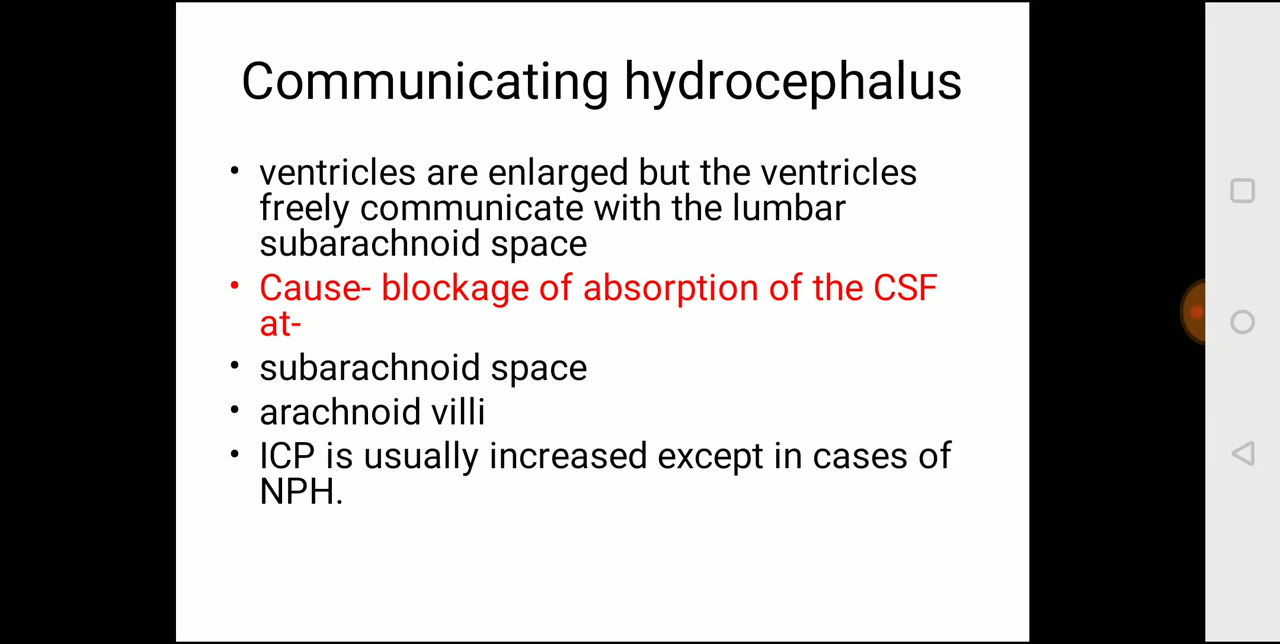 Communicating hydrocephalus
• ventricles are enlarged but the ventricles
freely communicate with the lumbar
subarachnoid space
• Cause- blockage of absorption of the CSF
at-
• subarachnoid space
• arachnoid villi
• ICP is usually increased except in cases of
NPH.